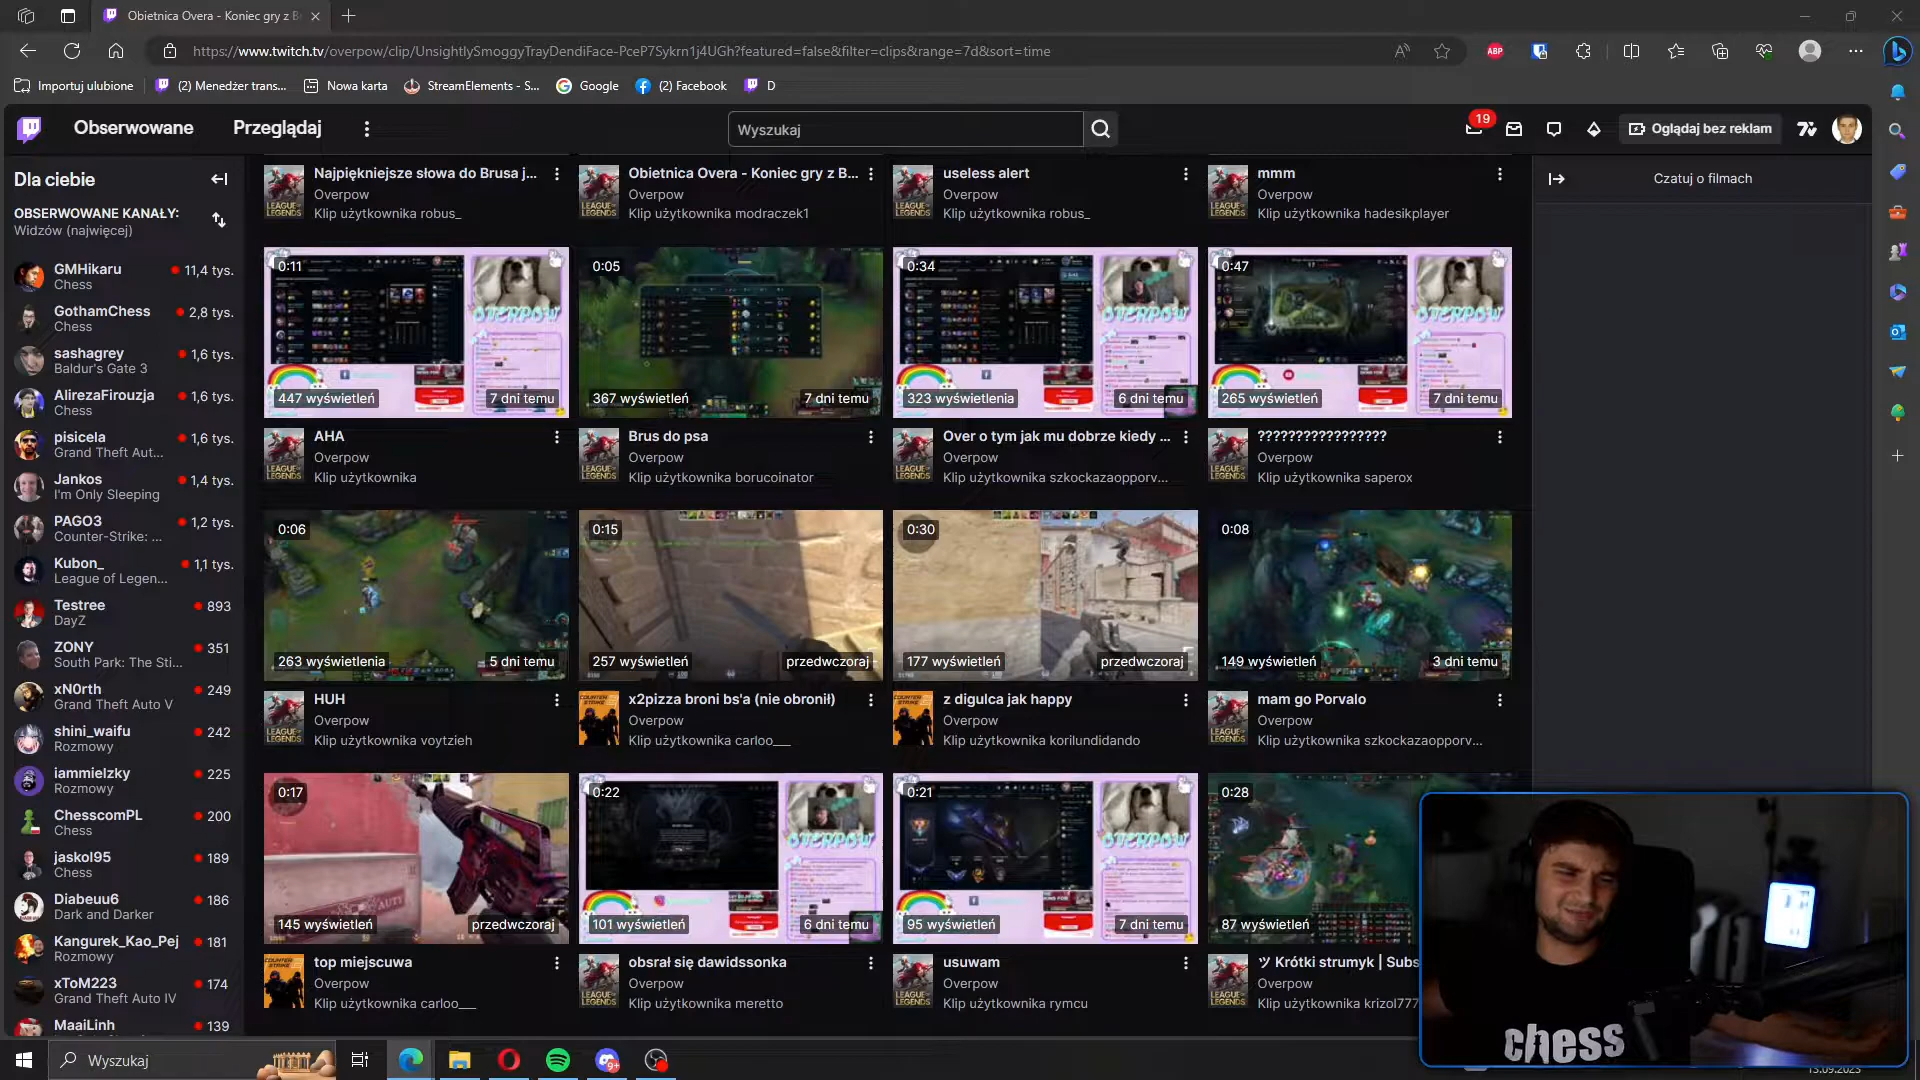 Obietnica Overa - Koniec gry z B
https://www.twitch.tv/overpow/clip/UnsightlySmoggyTrayDendiFace-PceP7Sykrn1j4UGh?featured=false&filter=clips&range=7d&sort=time
Importuj ulubione
(2) Menedżer trans...
Nowa karta
StreamElements - S...
Google
(2) Facebook
D
Obserwowane
Przeglądaj
Wyszukaj
19
Oglądaj bez reklam
Dla ciebie
OBSERWOWANE KANAŁY:
Widzów (najwięcej)
GMHikaru
11,4 tys.
Chess
GothamChess
2,8 tys.
Chess
sashagrey
1,6 tys.
Baldur's Gate 3
AlirezaFirouzja
1,6 tys.
Chess
pisicela
1,6 tys.
Grand Theft Aut...
Jankos
1,4 tys.
I'm Only Sleeping
PAGO3
1,2 tys.
Counter-Strike: ...
Kubon_
1,1 tys.
League of Legen...
Testree
893
DayZ
ZONY
351
South Park: The Sti...
xN0rth
249
Grand Theft Auto V
shini_waifu
242
Rozmowy
iammielzky
225
Rozmowy
ChesscomPL
200
Chess
jaskol95
189
Chess
Diabeuu6
186
Dark and Darker
Kangurek_Kao_Pej
181
Rozmowy
xToM223
174
Grand Theft Auto IV
MaaiLinh
139
Najpiękniejsze słowa do Brusa j...
Overpow
Klip użytkownika robus_
Obietnica Overa - Koniec gry z B...
Overpow
Klip użytkownika modraczek1
useless alert
Overpow
Klip użytkownika robus_
mmm
Overpow
Klip użytkownika hadesikplayer
0:11
447 wyświetleń
7 dni temu
AHA
Overpow
Klip użytkownika
0:05
367 wyświetleń
7 dni temu
Brus do psa
Overpow
Klip użytkownika borucoinator
0:34
323 wyświetlenia
6 dni temu
Over o tym jak mu dobrze kiedy ...
Overpow
Klip użytkownika szkockazaopporv...
0:47
265 wyświetleń
7 dni temu
?????????????????
Overpow
Klip użytkownika saperox
0:06
263 wyświetlenia
5 dni temu
HUH
Overpow
Klip użytkownika voytzieh
0:15
257 wyświetleń
przedwczoraj
x2pizza broni bs'a (nie obronił)
Overpow
Klip użytkownika carloo___
0:30
177 wyświetleń
przedwczoraj
z digulca jak happy
Overpow
Klip użytkownika korilundidando
0:08
149 wyświetleń
3 dni temu
mam go Porvalo
Overpow
Klip użytkownika szkockazaopporv...
0:17
145 wyświetleń
przedwczoraj
top miejscuwa
Overpow
Klip użytkownika carloo___
0:22
101 wyświetleń
6 dni temu
obsrał się dawidssonka
Overpow
Klip użytkownika meretto
0:21
95 wyświetleń
7 dni temu
usuwam
Overpow
Klip użytkownika rymcu
0:28
87 wyświetleń
ツ Krótki strumyk | Subs
Overpow
Klip użytkownika krizol777
Czatuj o filmach
chess
Wyszukaj
13.09.2023